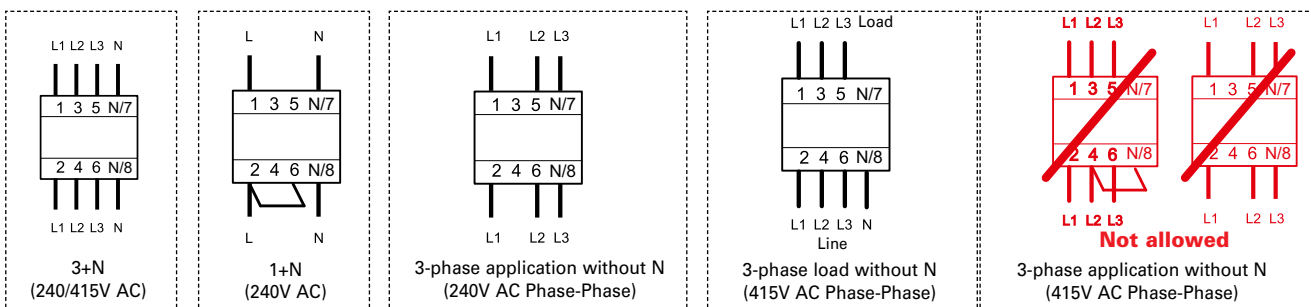 L1 L2 L3 N
1 3 5 N/7
2 4 6 N/8
L1 L2 L3 N
3+N
(240/415V AC)
L N
1 3 5 N/7
2 4 6 N/8
L N
1+N
(240V AC)
L1 L2 L3
1 3 5 N/7
2 4 6 N/8
L1 L2 L3
3-phase application without N
(240V AC Phase-Phase)
L1 L2 L3 Load
1 3 5 N/7
2 4 6 N/8
L1 L2 L3 N
Line
3-phase load without N
(415V AC Phase-Phase)
L1 L2 L3
1 3 5 N/7
2 4 6 N/8
L1 L2 L3
L1 L2 L3
1 3 5 N/7
2 4 6 N/8
L1 L2 L3
Not allowed
3-phase application without N
(415V AC Phase-Phase)